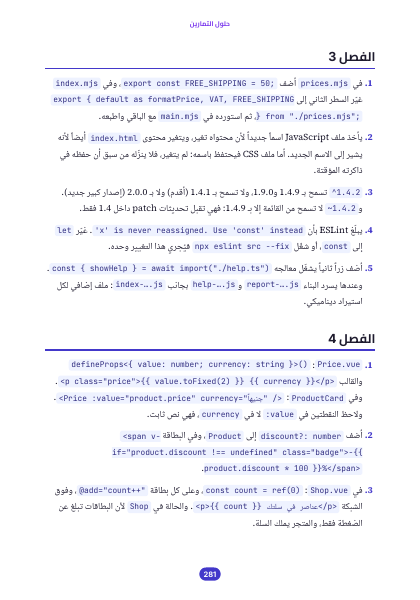 حلول التمارين
الفصل 3
1. في prices.mjs أضف export const FREE_SHIPPING = 50; ، وفي index.mjs
غيّر السطر الثاني إلى export { default as formatPrice, VAT, FREE_SHIPPING
} from "./prices.mjs"; ، ثم استورده في main.mjs مع الباقي واطبعه.
2. يأخذ ملف JavaScript اسماً جديداً لأن محتواه تغير، ويتغير محتوى index.html أيضاً لأنه
يشير إلى الاسم الجديد. أما ملف CSS فيحتفظ باسمه: لم يتغير، فلا ينزّله من سبق أن حفظه في
ذاكرته المؤقتة.
3. ^1.4.2 تسمح بـ 1.4.9 و1.9.0، ولا تسمح بـ 1.4.1 (أقدم) ولا بـ 2.0.0 (إصدار كبير جديد).
و ~1.4.2 لا تسمح من القائمة إلا بـ 1.4.9: فهي تقبل تحديثات patch داخل 1.4 فقط.
4. يبلّغ ESLint بأن 'x' is never reassigned. Use 'const' instead . غيّر let
إلى const ، أو شغّل npx eslint src --fix فيُجري هذا التغيير وحده.
5. أضف زراً ثانياً يشغّل معالجه const { showHelp } = await import("./help.ts") .
وعندها يسرد البناء report-….js و help-….js بجانب index-….js : ملف إضافي لكل
استيراد ديناميكي.
الفصل 4
1. Price.vue : defineProps<{ value: number; currency: string }>()
والقالب <p class="price">{{ value.toFixed(2) }} {{ currency }}</p> .
وفي ProductCard : <Price :value="product.price" currency="جنيهاً" /> .
ولاحظ النقطتين في :value لا في currency ، فهي نص ثابت.
2. أضف discount?: number إلى Product ، وفي البطاقة <span v-
if="product.discount !== undefined" class="badge">-{{
product.discount * 100 }}%</span>.
3. في Shop.vue : const count = ref(0) ، وعلى كل بطاقة @add="count++" ، وفوق
الشبكة <p>{{ count }} عناصر في سلتك</p> . والحالة في Shop لأن البطاقات تبلغ عن
الضغطة فقط، والمتجر يملك السلة.
281